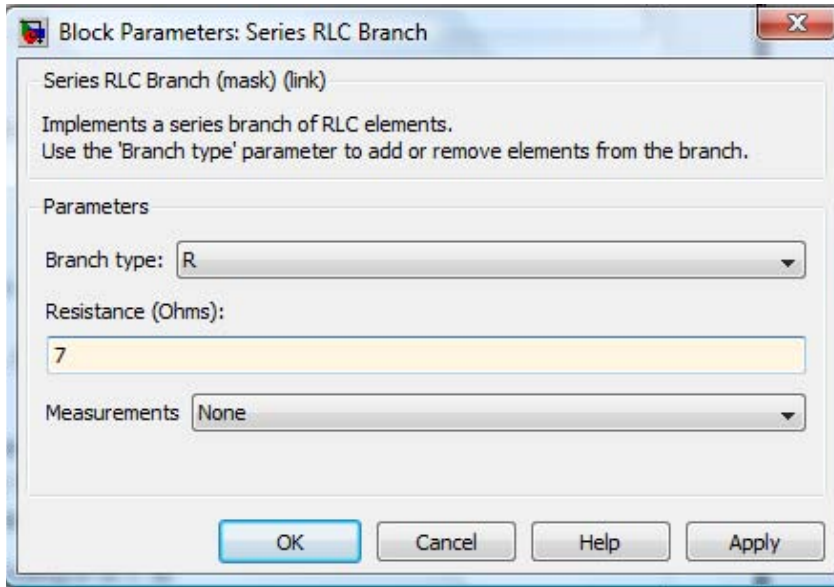 Block Parameters: Series RLC Branch
Series RLC Branch (mask) (link)
Implements a series branch of RLC elements.
Use the 'Branch type' parameter to add or remove elements from the branch.
Parameters
Branch type: R
Resistance (Ohms):
7
Measurements None
OK Cancel Help Apply